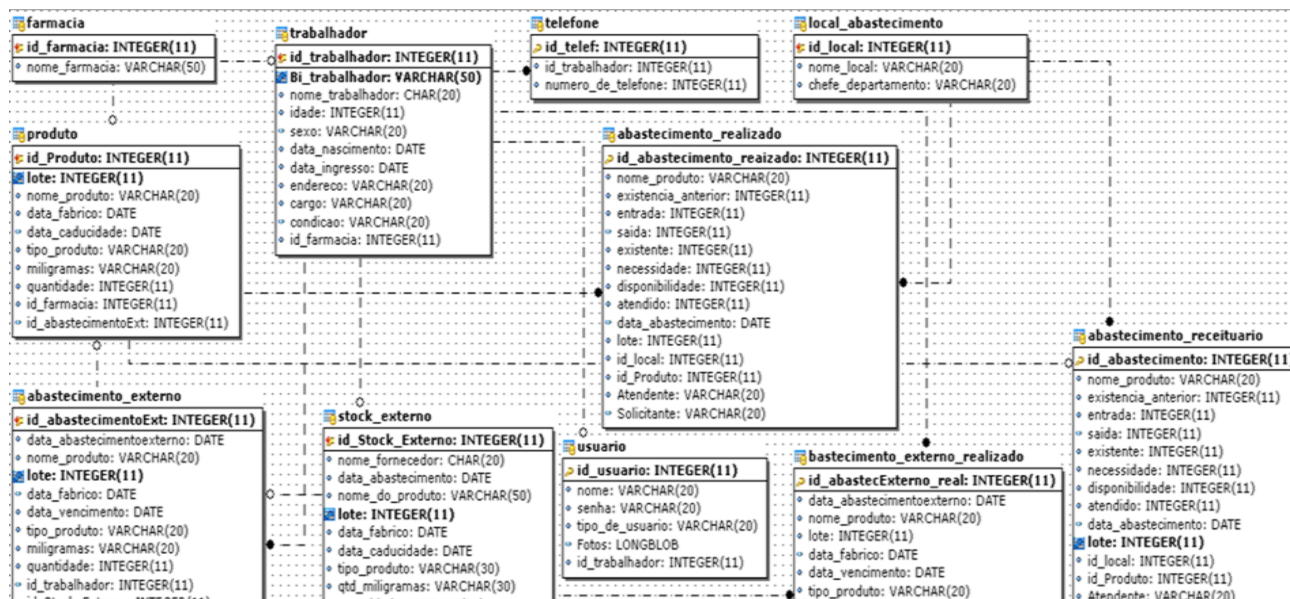 farmacia
id_farmacia: INTEGER(11)
nome_farmacia: VARCHAR(50)
trabalhador
id_trabalhador: INTEGER(11)
Bi_trabalhador: VARCHAR(50)
nome_trabalhador: CHAR(20)
idade: INTEGER(11)
sexo: VARCHAR(20)
data_nascimento: DATE
data_ingresso: DATE
endereco: VARCHAR(20)
cargo: VARCHAR(20)
condicao: VARCHAR(20)
id_farmacia: INTEGER(11)
telefone
id_telef: INTEGER(11)
id_trabalhador: INTEGER(11)
numero_de_telefone: INTEGER(11)
local_abastecimento
id_local: INTEGER(11)
nome_local: VARCHAR(20)
chefe_departamento: VARCHAR(20)
produto
id_Produto: INTEGER(11)
lote: INTEGER(11)
nome_produto: VARCHAR(20)
data_fabrico: DATE
data_caducidade: DATE
tipo_produto: VARCHAR(20)
miligramas: VARCHAR(20)
quantidade: INTEGER(11)
id_farmacia: INTEGER(11)
id_abastecimentoExt: INTEGER(11)
abastecimento_realizado
id_abastecimento_reaizado: INTEGER(11)
nome_produto: VARCHAR(20)
existencia_anterior: INTEGER(11)
entrada: INTEGER(11)
saida: INTEGER(11)
existente: INTEGER(11)
necessidade: INTEGER(11)
disponibilidade: INTEGER(11)
atendido: INTEGER(11)
data_abastecimento: DATE
lote: INTEGER(11)
id_local: INTEGER(11)
id_Produto: INTEGER(11)
Atendente: VARCHAR(20)
Solicitante: VARCHAR(20)
abastecimento_receituario
id_abastecimento: INTEGER(11
nome_produto: VARCHAR(20)
existencia_anterior: INTEGER(11)
entrada: INTEGER(11)
saida: INTEGER(11)
existente: INTEGER(11)
necessidade: INTEGER(11)
disponibilidade: INTEGER(11)
atendido: INTEGER(11)
data_abastecimento: DATE
lote: INTEGER(11)
id_local: INTEGER(11)
id_Produto: INTEGER(11)
Atendente: VARCHAR(20)
abastecimento_externo
id_abastecimentoExt: INTEGER(11)
data_abastecimentoexterno: DATE
nome_produto: VARCHAR(20)
lote: INTEGER(11)
data_fabrico: DATE
data_vencimento: DATE
tipo_produto: VARCHAR(20)
miligramas: VARCHAR(20)
quantidade: INTEGER(11)
id_trabalhador: INTEGER(11)
stock_externo
id_Stock_Externo: INTEGER(11)
nome_fornecedor: CHAR(20)
data_abastecimento: DATE
nome_do_produto: VARCHAR(50)
lote: INTEGER(11)
data_fabrico: DATE
data_caducidade: DATE
tipo_produto: VARCHAR(30)
qtd_miligramas: VARCHAR(30)
usuario
id_usuario: INTEGER(11)
nome: VARCHAR(20)
senha: VARCHAR(20)
tipo_de_usuario: VARCHAR(20)
Fotos: LONGBLOB
id_trabalhador: INTEGER(11)
bastecimento_externo_realizado
id_abastecExterno_real: INTEGER(11)
data_abastecimentoexterno: DATE
nome_produto: VARCHAR(20)
lote: INTEGER(11)
data_fabrico: DATE
data_vencimento: DATE
tipo_produto: VARCHAR(20)